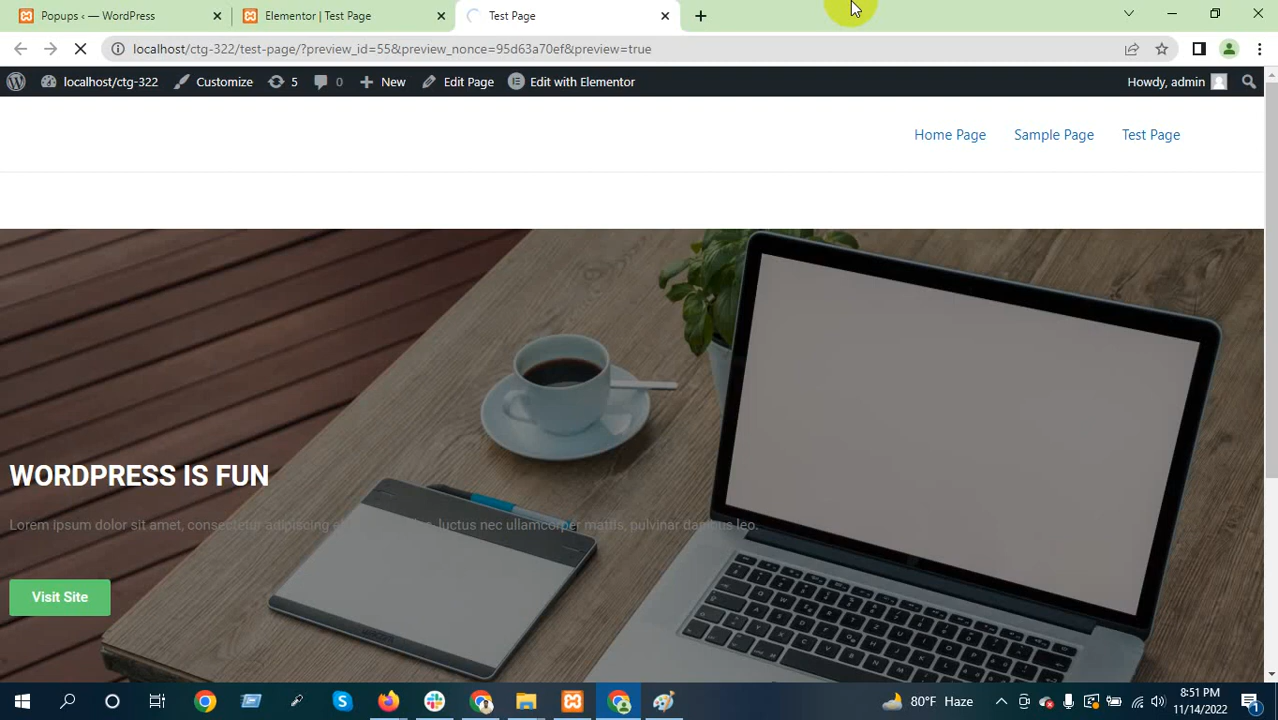 Popups ‹ — WordPress
Elementor | Test Page
Test Page
localhost/ctg-322/test-page/?preview_id=55&preview_nonce=95d63a70ef&preview=true
localhost/ctg-322
Customize
5
0
New
Edit Page
Edit with Elementor
Howdy, admin
Home Page
Sample Page
Test Page
WORDPRESS IS FUN
Lorem ipsum dolor sit amet, consectetur adipiscing luctus nec ullamcorper mattis, pulvinar dapibus leo.
Visit Site
80°F Haze
8:51 PM
11/14/2022
1